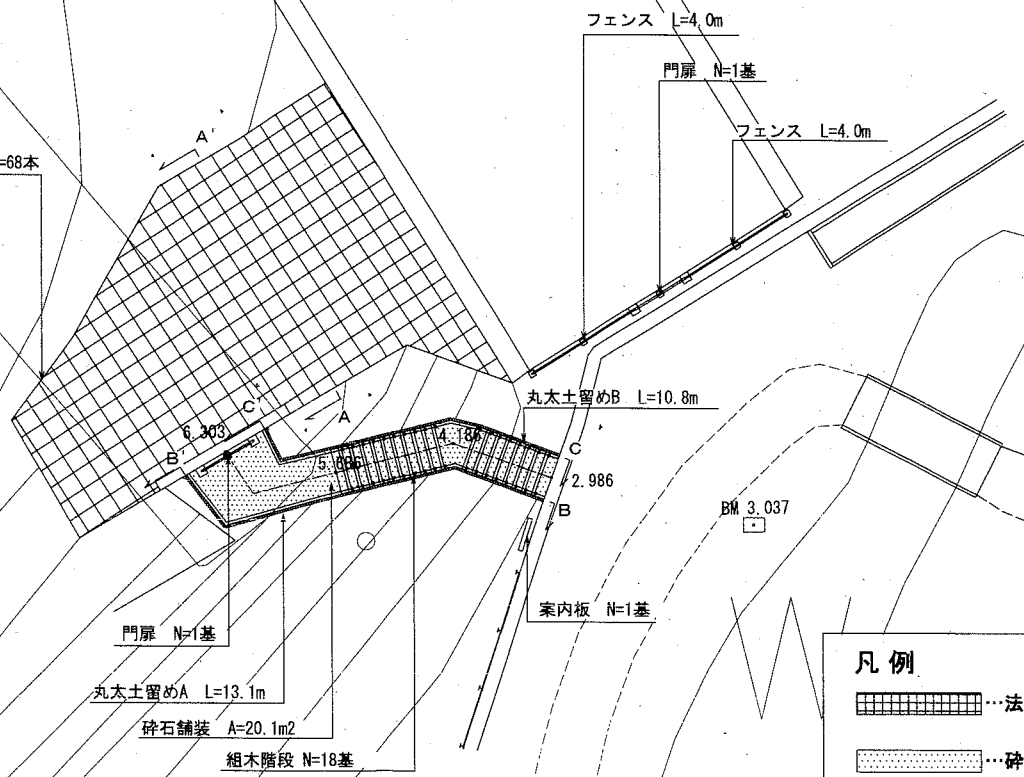 フェンス L=4.0m
門扉 N=1基
フェンス L=4.0m
A'
=68本
丸太土留めB L=10.8m
C'
A
6.303
4.186
B'
C
2.986
B
BM 3.037
案内板 N=1基
門扉 N=1基
丸太土留めA L=13.1m
砕石舗装 A=20.1m2
組木階段 N=18基
凡例
…法
…砕